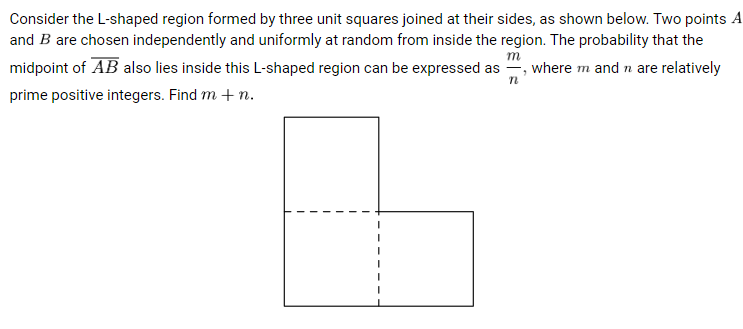 Consider the L-shaped region formed by three unit squares joined at their sides, as shown below. Two points A
and B are chosen independently and uniformly at random from inside the region. The probability that the
midpoint of \overline{AB} also lies inside this L-shaped region can be expressed as \frac{m}{n}, where m and n are relatively
prime positive integers. Find m + n.